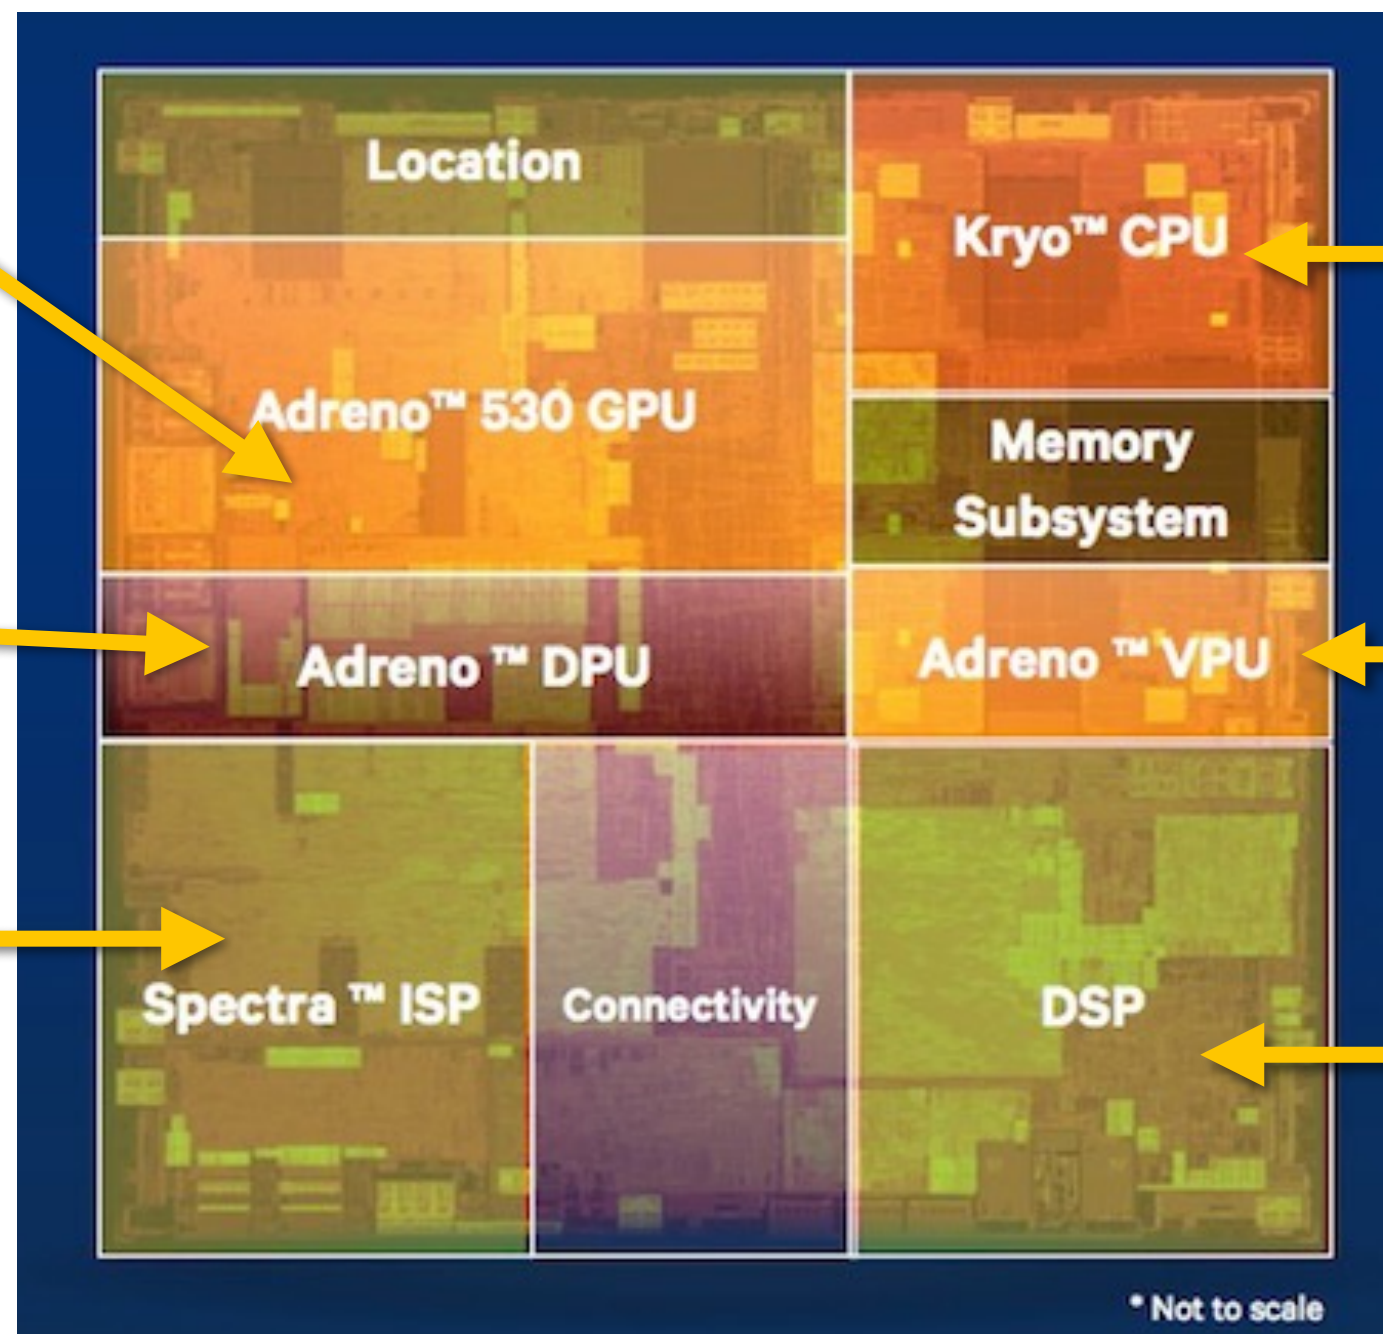 Location
Kryo™ CPU
Adreno™ 530 GPU
Memory
Subsystem
Adreno ™ DPU
Adreno ™ VPU
Spectra ™ ISP
Connectivity
DSP
* Not to scale